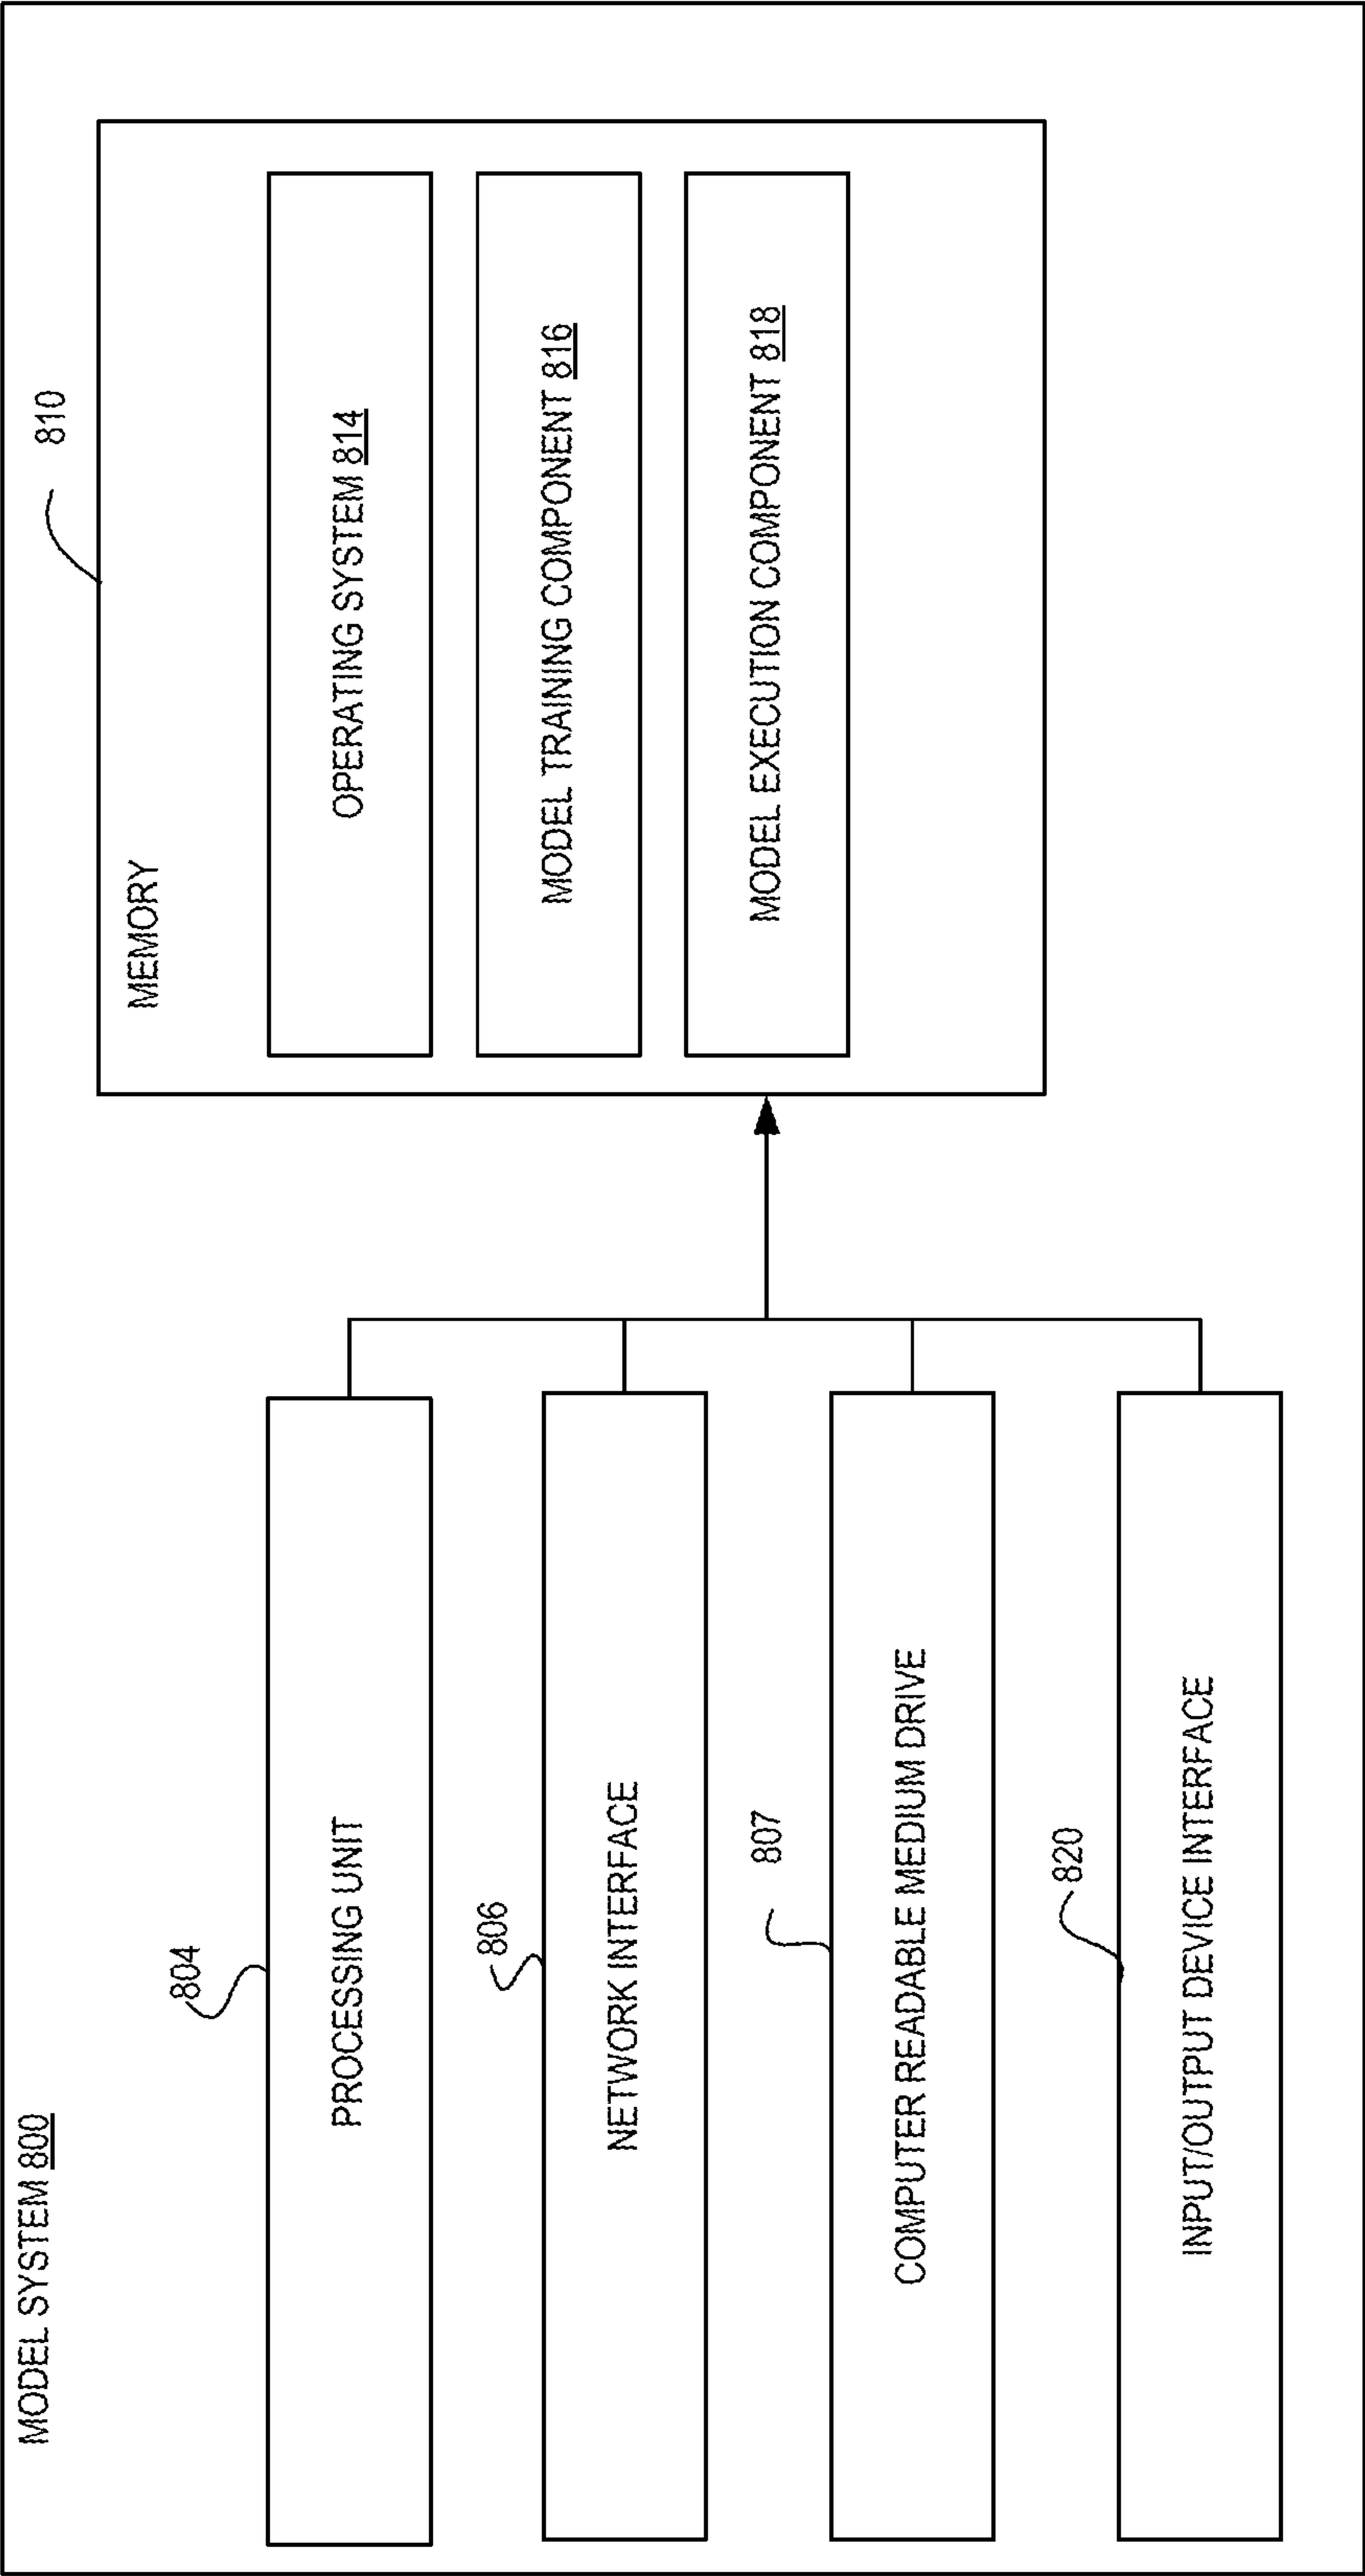 MODEL SYSTEM 800
804
PROCESSING UNIT
806
NETWORK INTERFACE
807
COMPUTER READABLE MEDIUM DRIVE
820
INPUT/OUTPUT DEVICE INTERFACE
810
MEMORY
OPERATING SYSTEM 814
MODEL TRAINING COMPONENT 816
MODEL EXECUTION COMPONENT 818